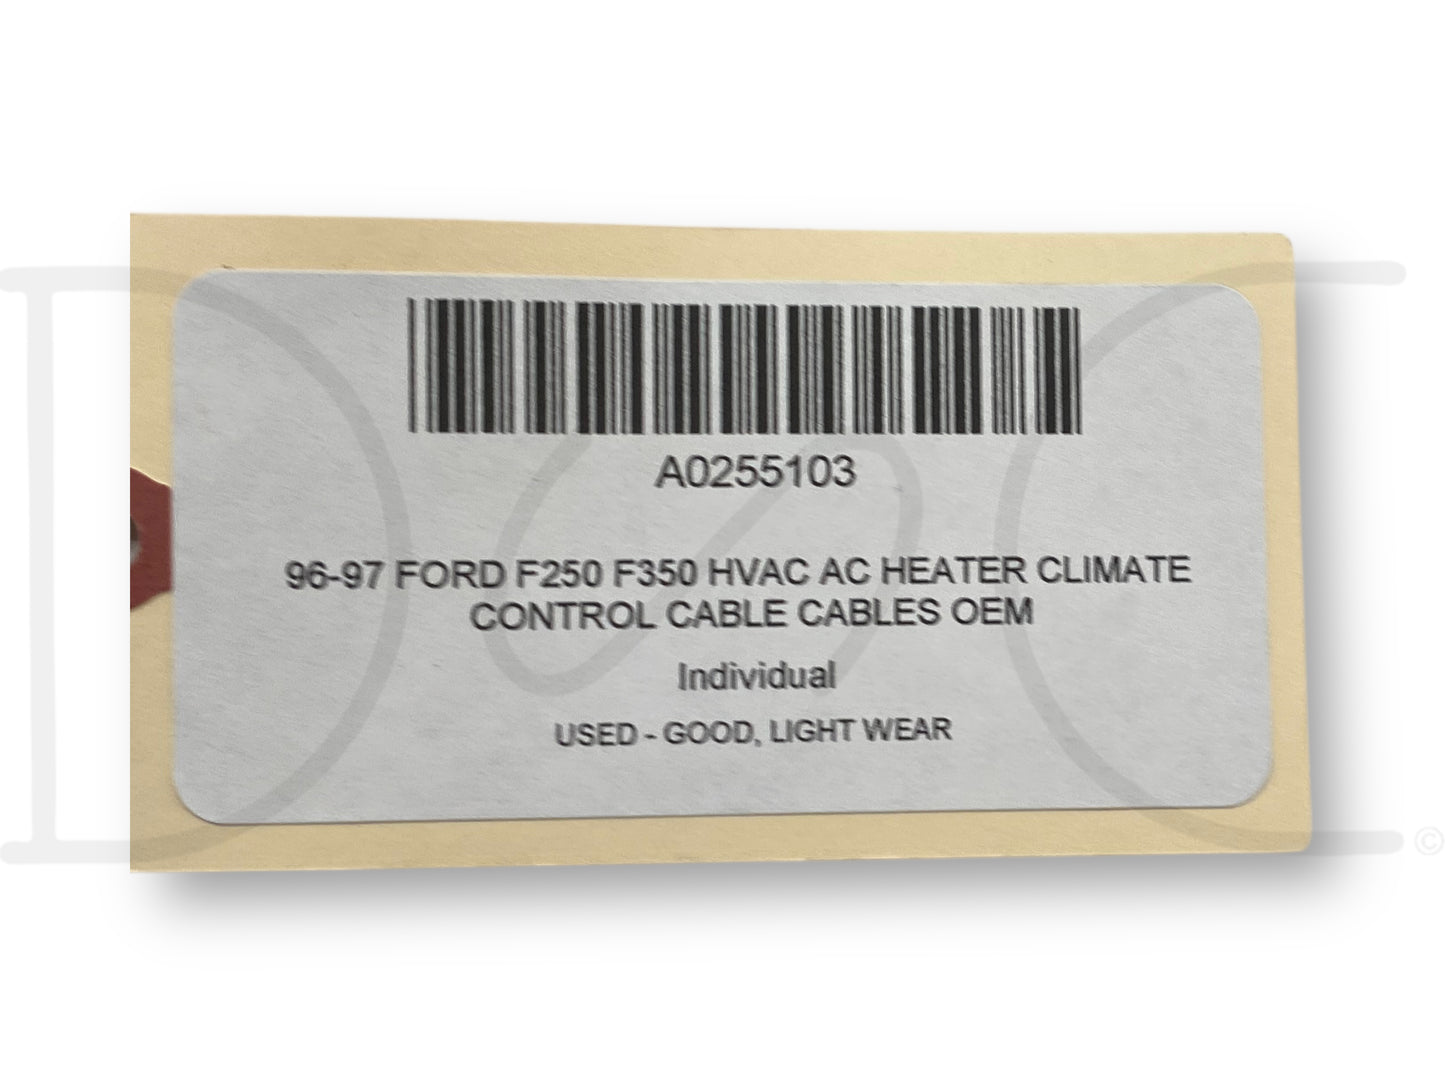 A0255103
96-97 FORD F250 F350 HVAC AC HEATER CLIMATE
CONTROL CABLE CABLES OEM
Individual
USED - GOOD, LIGHT WEAR
©